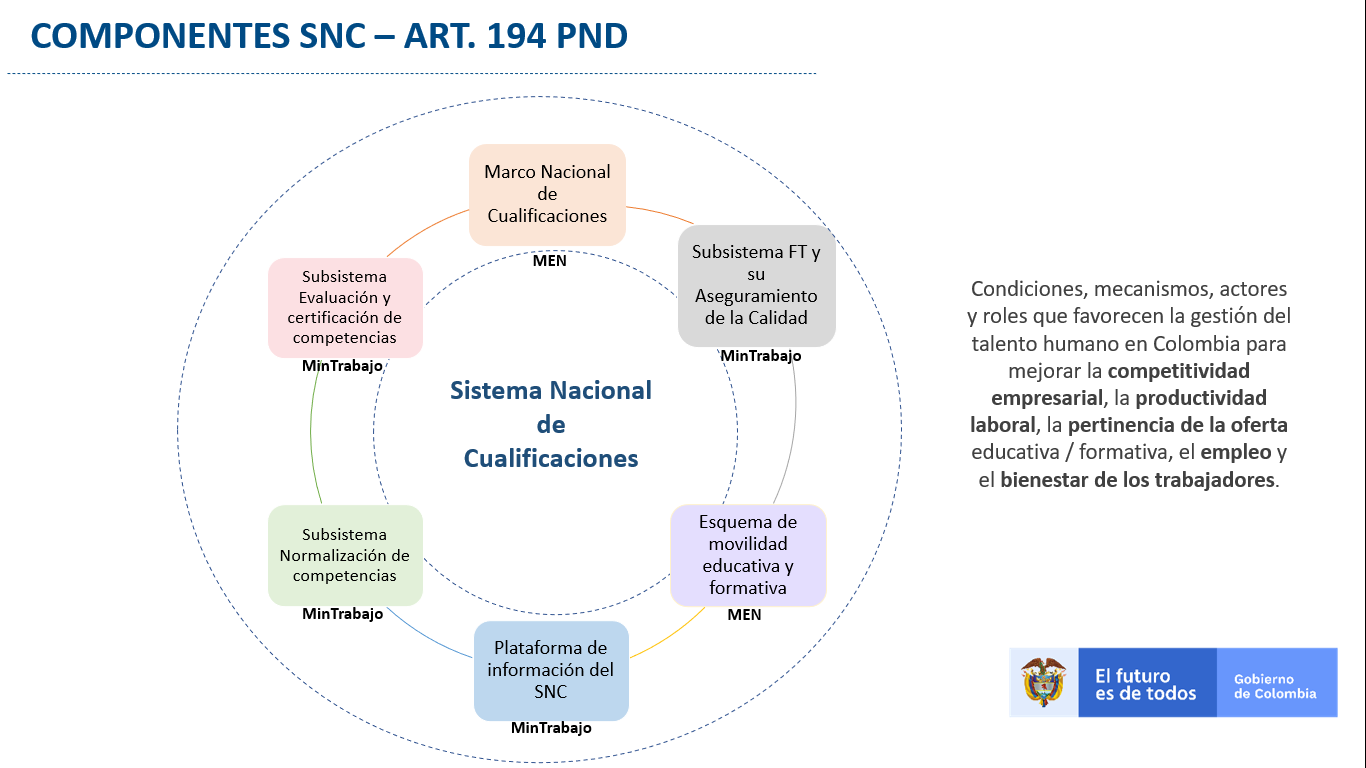 COMPONENTES SNC – ART. 194 PND
Marco Nacional
de
Cualificaciones
MEN
Subsistema FT y
su
Aseguramiento
de la Calidad
MinTrabajo
Subsistema
Evaluación y
certificación de
competencias
MinTrabajo
Sistema Nacional
de
Cualificaciones
Esquema de
movilidad
educativa y
formativa
MEN
Subsistema
Normalización de
competencias
MinTrabajo
Plataforma de
información del
SNC
MinTrabajo
Condiciones, mecanismos, actores
y roles que favorecen la gestión del
talento humano en Colombia para
mejorar la competitividad
empresarial, la productividad
laboral, la pertinencia de la oferta
educativa / formativa, el empleo y
el bienestar de los trabajadores.
El futuro
es de todos
Gobierno
de Colombia